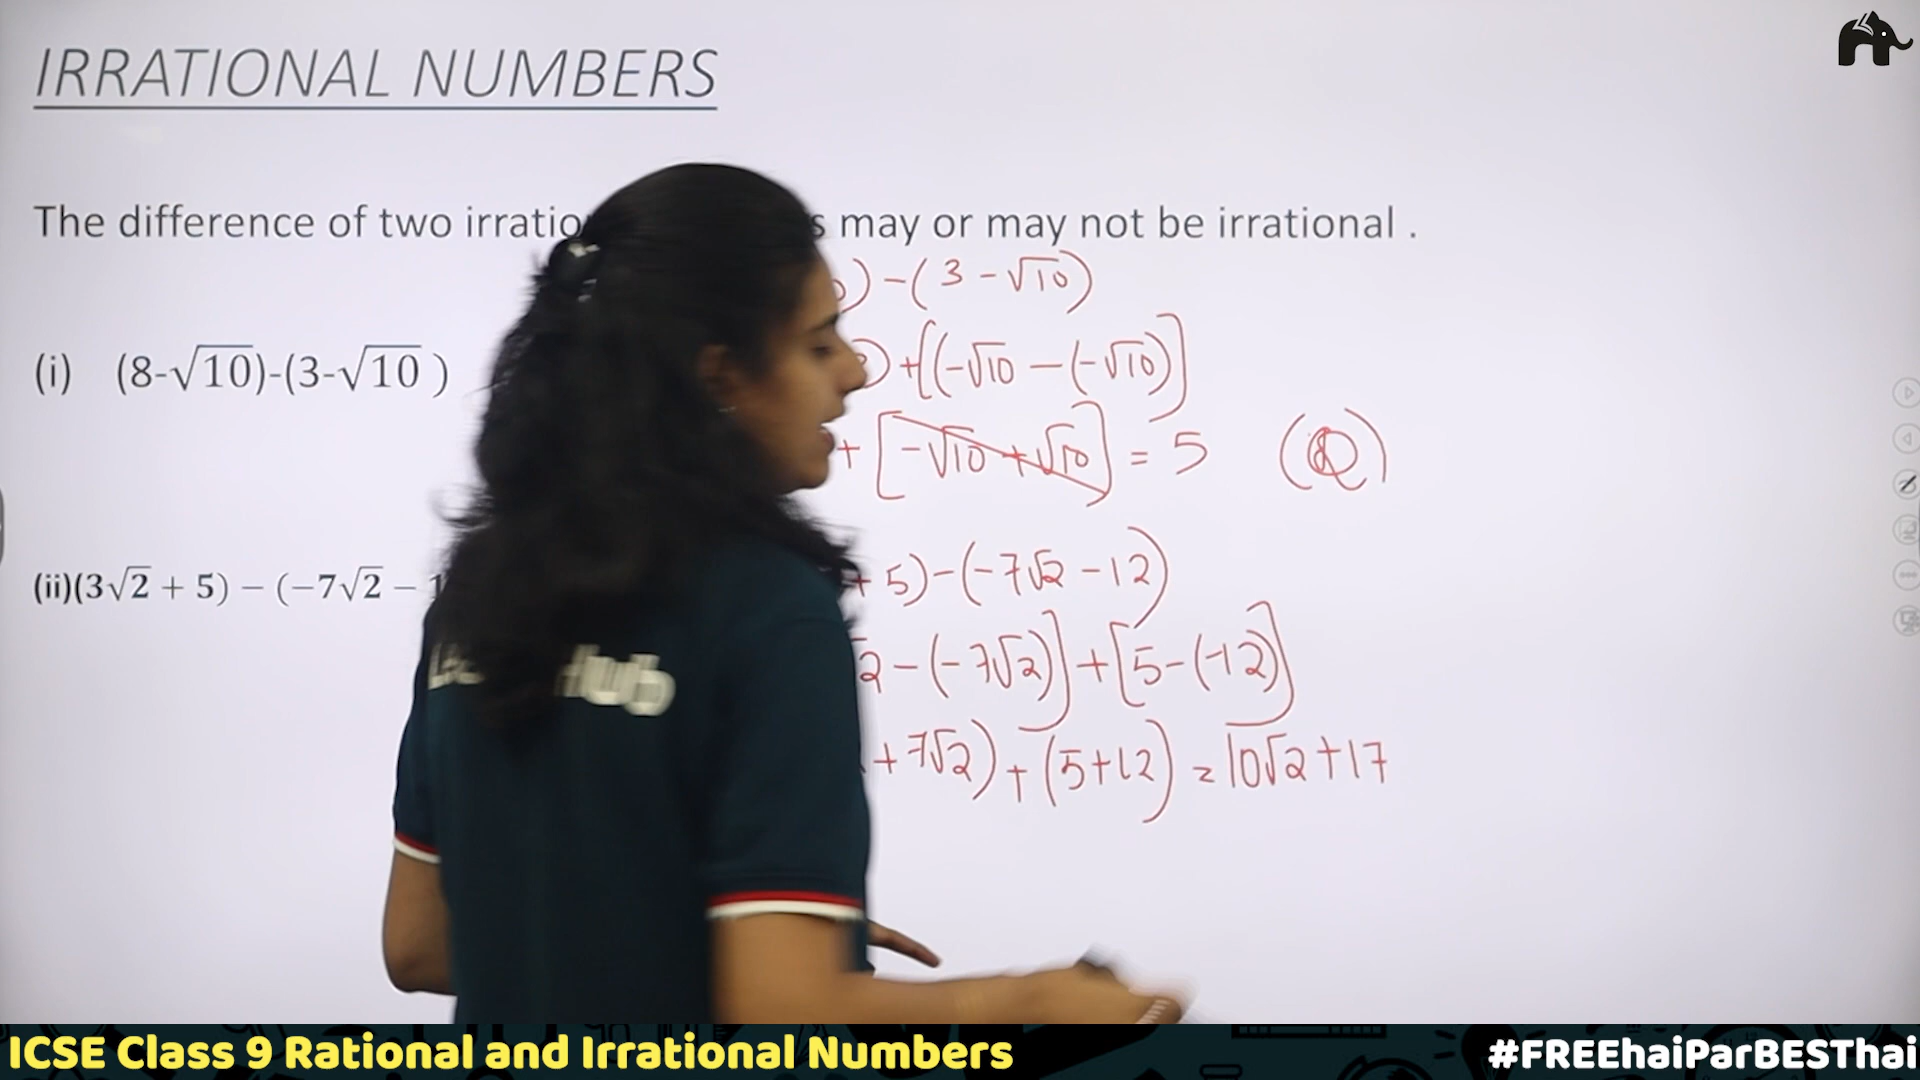 IRRATIONAL NUMBERS
The difference of two may or may not be irrational .
) - ( 3 - √10 )
(i) (8-√10)-(3-√10 )
) + [(-√10 - (-√10)]
+ [-√10 + √10] = 5 (Q)
(ii)(3√2 + 5) − (−7√2 −
+ 5) - (-7√2 - 12)
2 - (-7√2)] + [5 - (-12)]
+ 7√2) + (5+12) = 10√2 + 17
ICSE Class 9 Rational and Irrational Numbers
#FREEhaiParBESThai